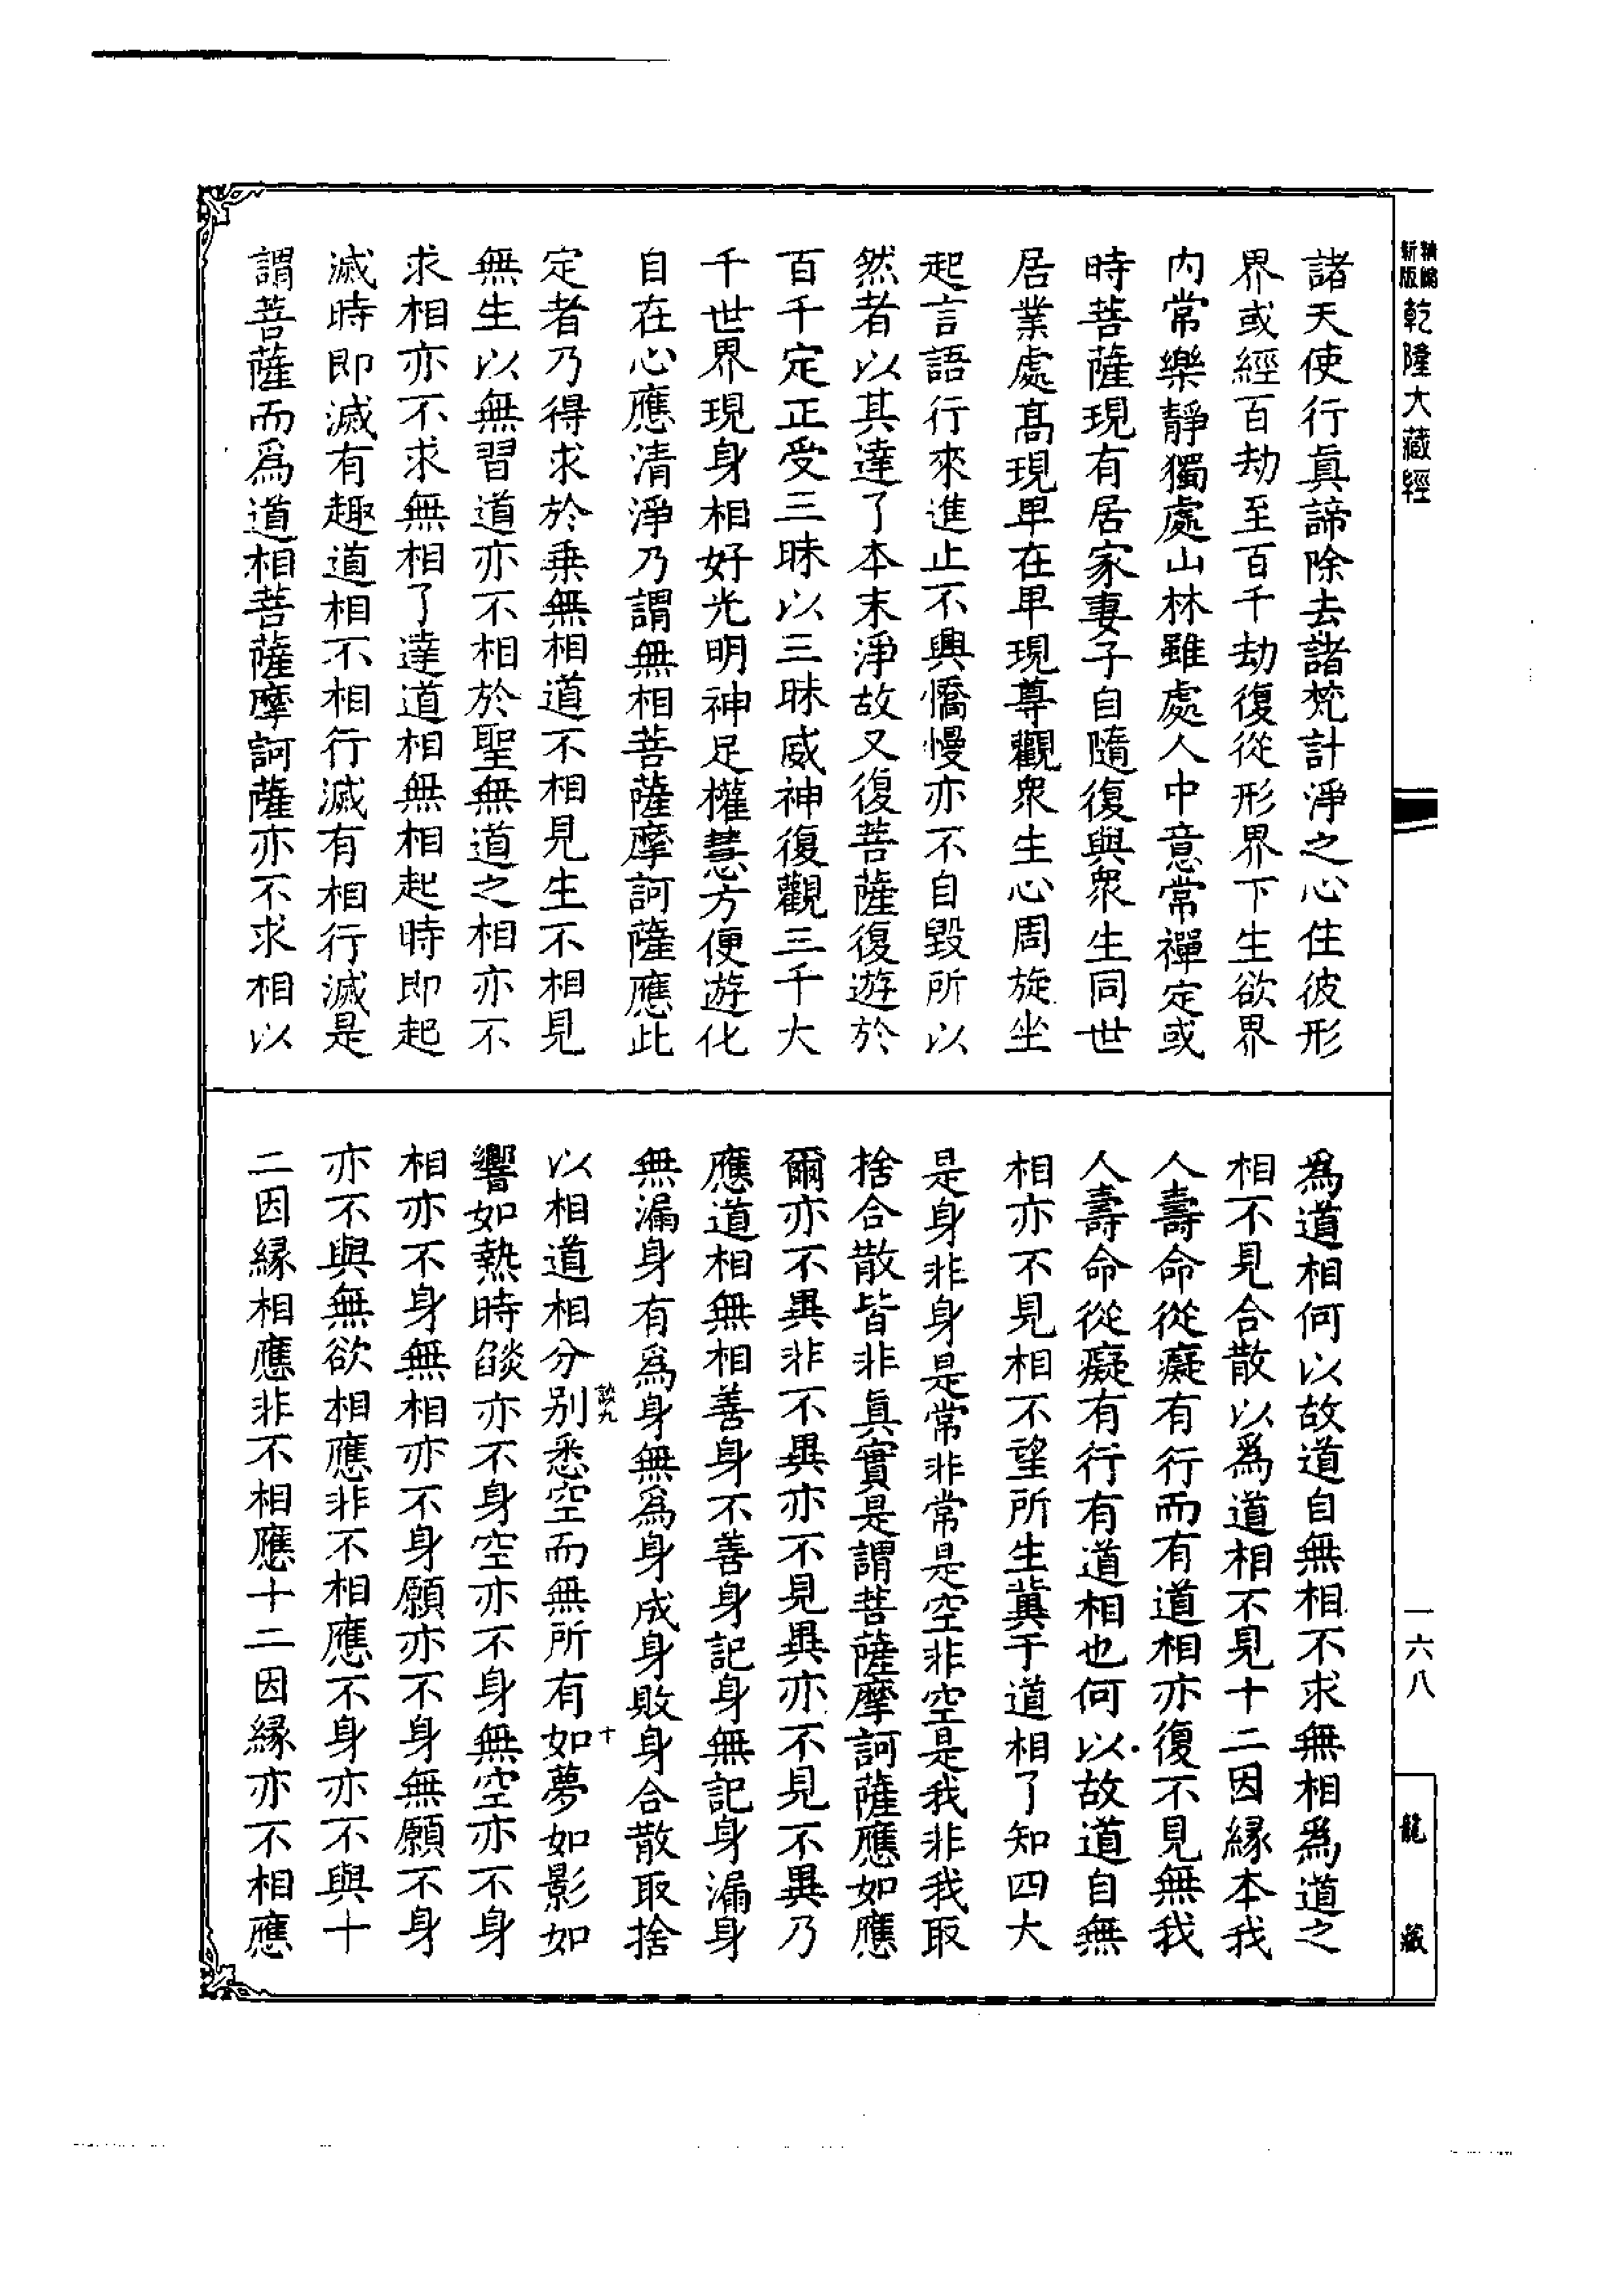 新版精編
乾隆大藏經
諸天使行眞諦除去諸梵計淨之心住彼形
界或經百劫至百千劫復從形界下生欲界
内常樂靜獨處山林雖處人中意常禪定或
時菩薩現有居家妻子自隨復與衆生同世
居業處髙現卑在卑現尊觀衆生心周旋坐
起言語行來進止不興憍慢亦不自毀所以
然者以其達了本末淨故又復菩薩復遊於
百千定正受三昧以三昧威神復觀三千大
千世界現身相好光明神足權慧方便遊化
自在心應清淨乃謂無相菩薩摩訶薩應此
定者乃得求於乗無相道不相見生不相見
無生以無習道亦不相於聖無道之相亦不
求相亦不求無相了達道相無相起時即起
滅時即滅有趣道相不相行滅有相行滅是
謂菩薩而爲道相菩薩摩訶薩亦不求相以
爲道相何以故道自無相不求無相爲道之
相不見合散以爲道相不見十二因縁本我
人壽命從癡有行而有道相亦復不見無我
人壽命從癡有行有道相也何以故道自無
相亦不見相不望所生冀于道相了知四大
是身非身是常非常是空非空是我非我取
捨合散皆非眞實是謂菩薩摩訶薩應如應
爾亦不異非不異亦不見異亦不見不異乃
應道相無相善身不善身記身無記身漏身
無漏身有爲身無爲身成身敗身合散取捨
以相道相分别悉空而無所有如夢如影如
響如熱時燄亦不身空亦不身無空亦不身
相亦不身無相亦不身願亦不身無願不身
亦不與無欲相應非不相應不身亦不與十
二因縁相應非不相應十二因縁亦不相應
十
一六八
龍藏